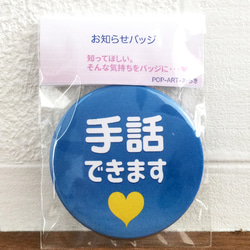 お知らせバッジ
知ってほしい。
そんな気持ちをバッジに・・・
POP-ART-
手話
できます